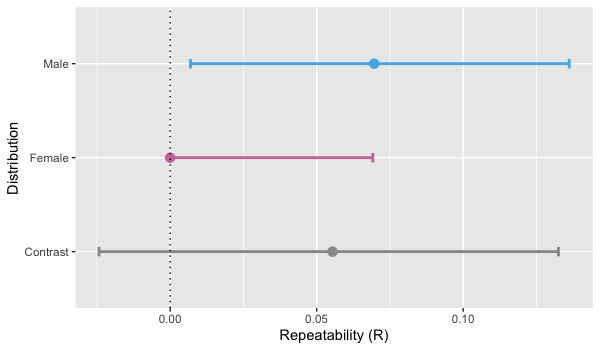 Distribution
Male
Female
Contrast
0.00
0.05
0.10
Repeatability (R)